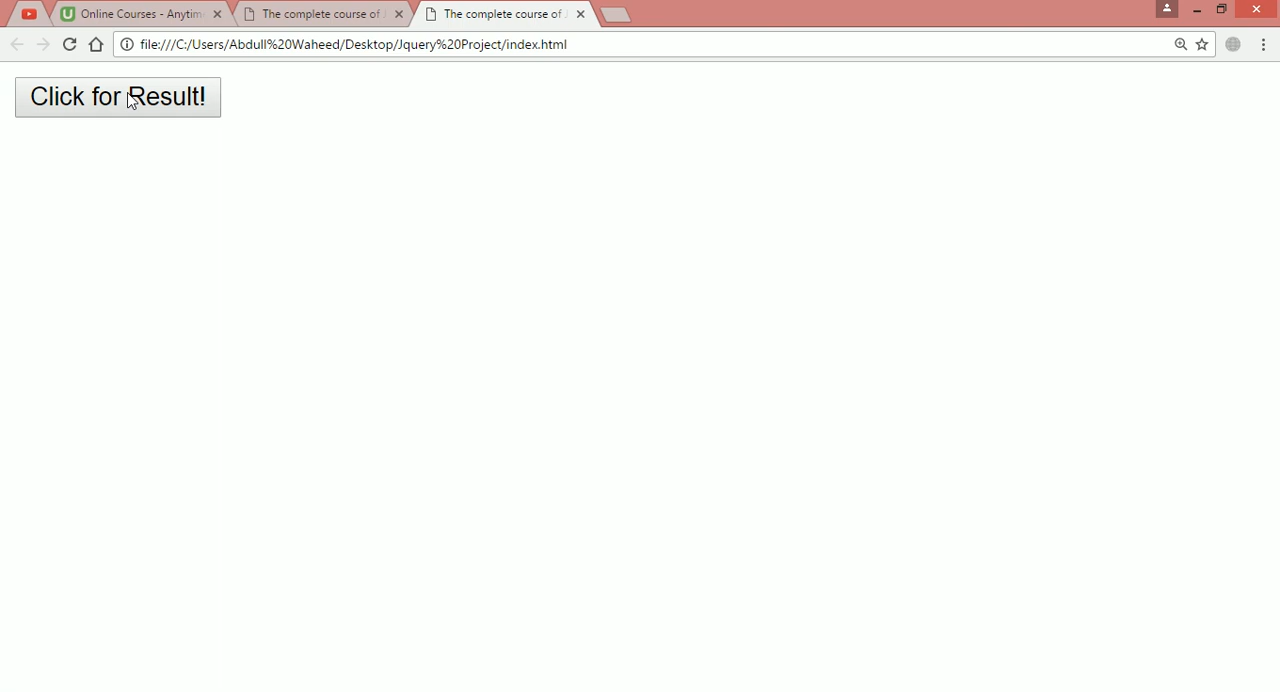 Online Courses - Anytim
The complete course of
The complete course of
file:///C:/Users/Abdull%20Waheed/Desktop/Jquery%20Project/index.html
Click for Result!